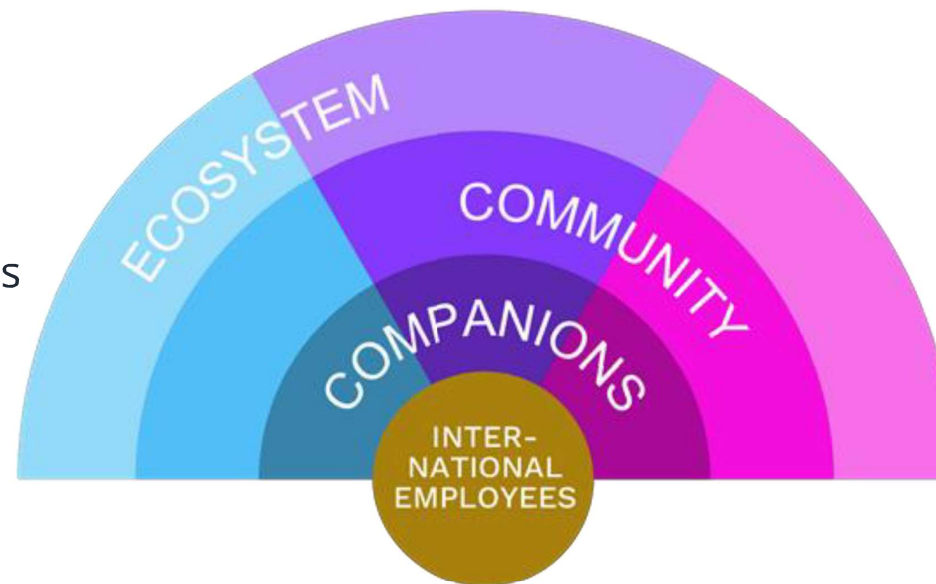 ECOSYSTEM
COMMUNITY
s
COMPANIONS
INTER-
NATIONAL
EMPLOYEES